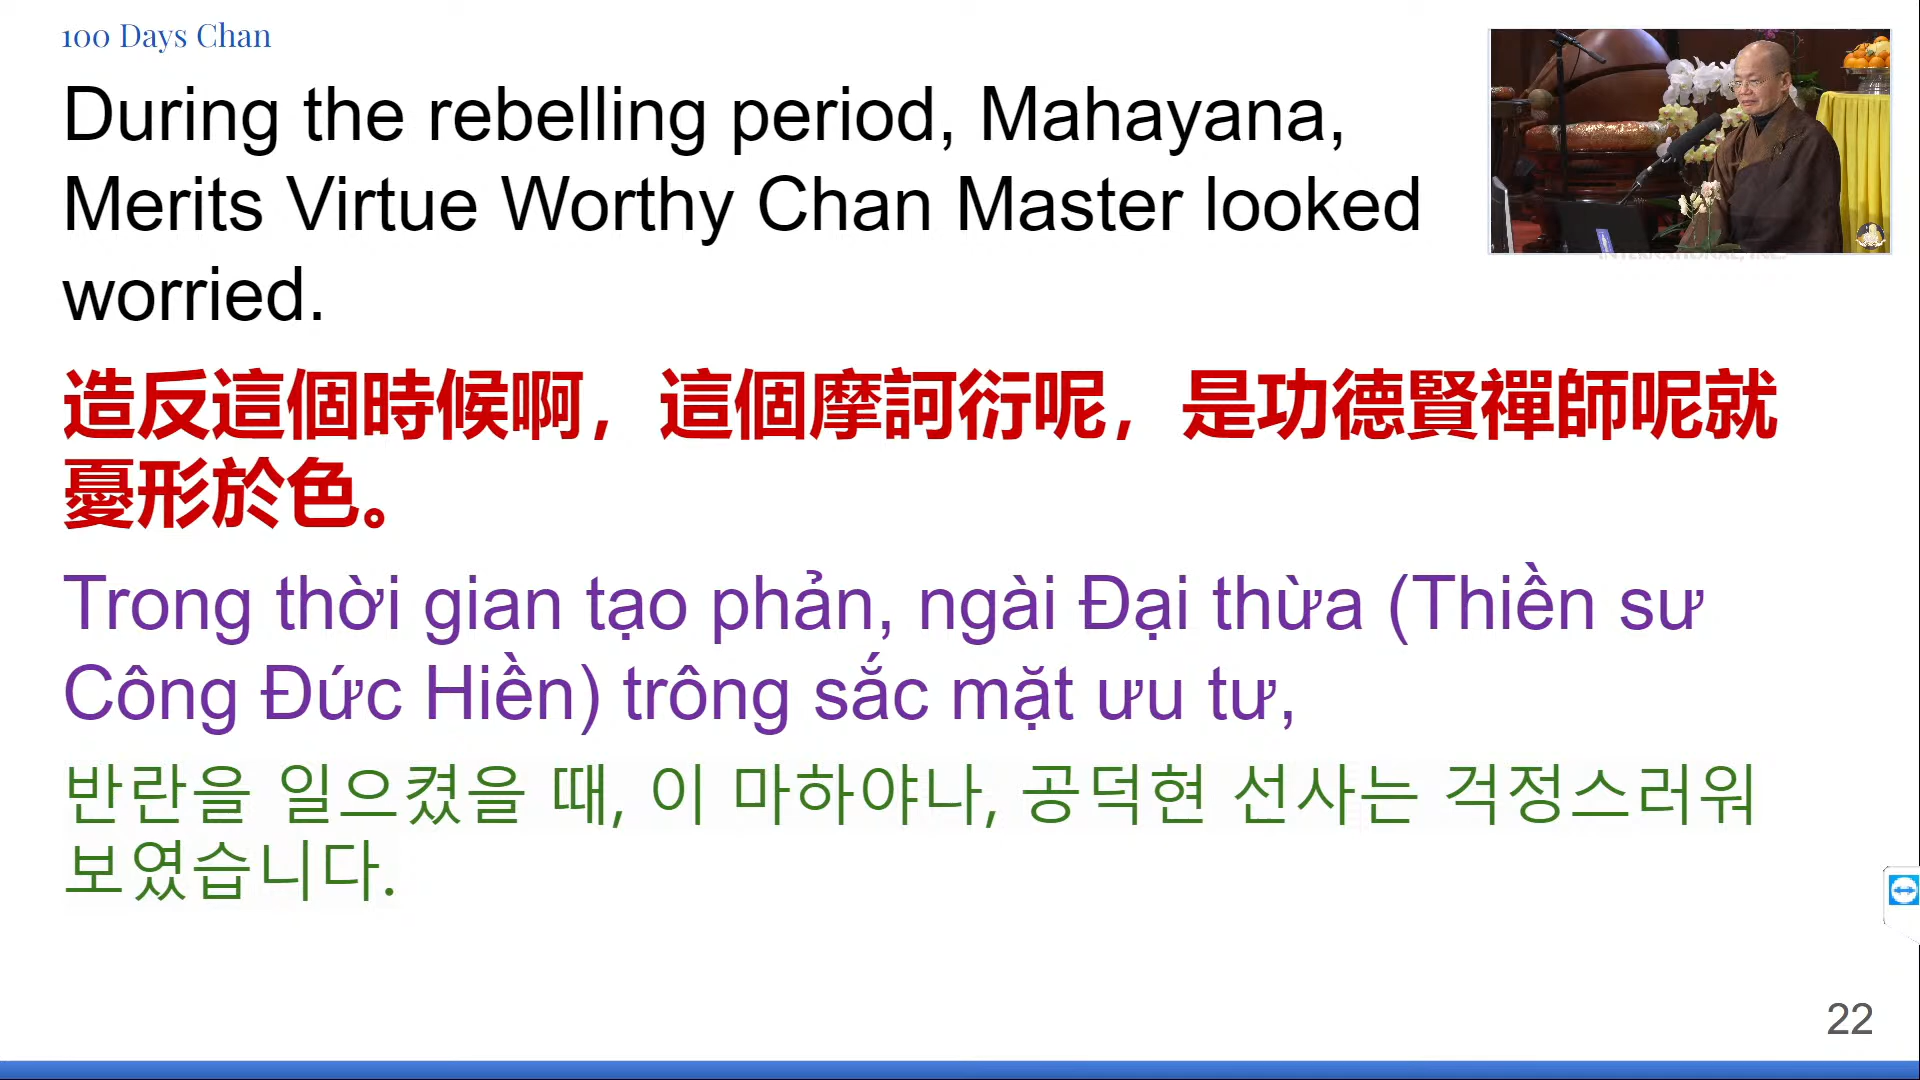 100 Days Chan
During the rebelling period, Mahayana,
Merits Virtue Worthy Chan Master looked
worried.
造反這個時候啊，這個摩訶衍呢，是功德賢禪師呢就
憂形於色。
Trong thời gian tạo phản, ngài Đại thừa (Thiền sư
Công Đức Hiền) trông sắc mặt ưu tư,
반란을 일으켰을 때, 이 마하야나, 공덕현 선사는 걱정스러워
보였습니다.
22